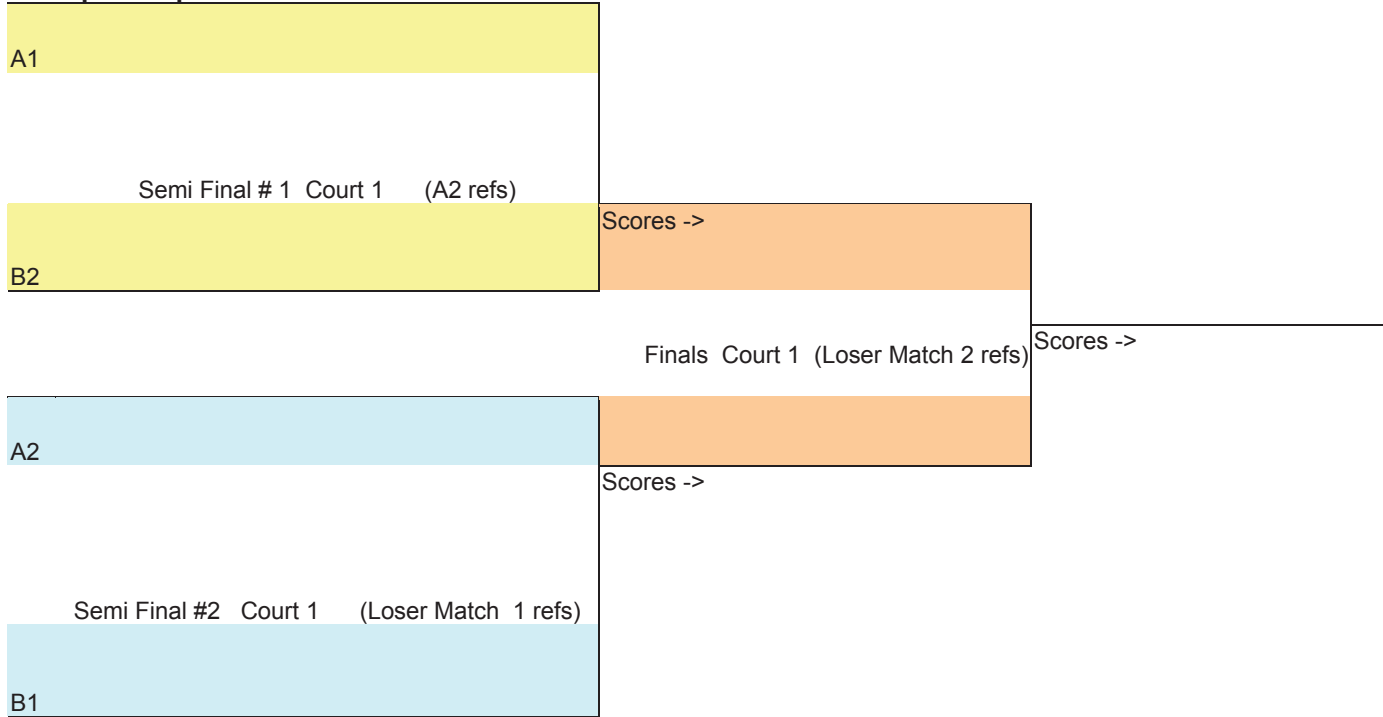 A1
Semi Final # 1 Court 1 (A2 refs)
Scores ->
B2
Finals Court 1 (Loser Match 2 refs)
Scores ->
A2
Scores ->
Semi Final #2 Court 1 (Loser Match 1 refs)
B1